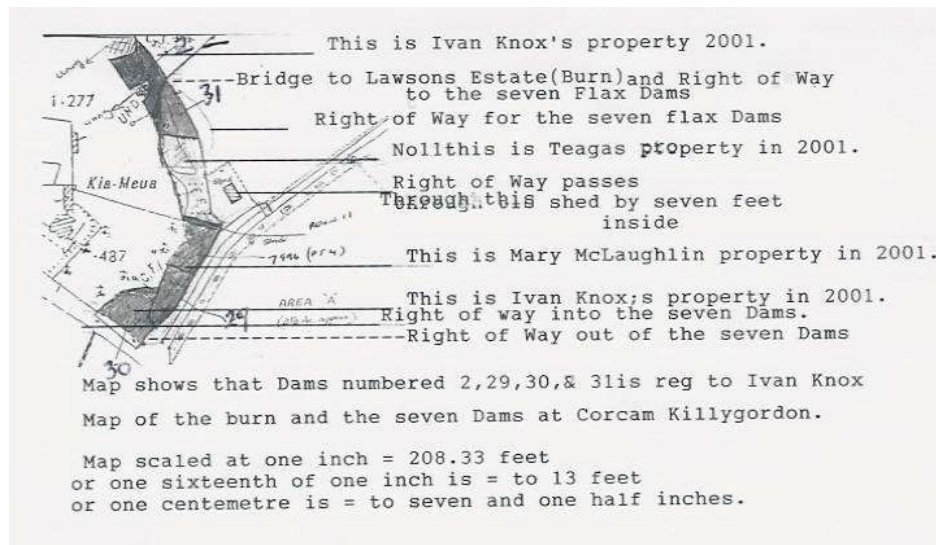 This is Ivan Knox's property 2001.
Bridge to Lawsons Estate(Burn)and Right of Way
to the seven Flax Dams
31
Right of Way for the seven flax Dams
1·277
UND
Nollthis is Teagas property in 2001.
Kia-Meua
Right of Way passes
Through this shed by seven feet
inside
·487
This is Mary McLaughlin property in 2001.
AREA "A"
This is Ivan Knox;s property in 2001.
Right of way into the seven Dams.
29
Right of Way out of the seven Dams
30
Map shows that Dams numbered 2,29,30,& 31is reg to Ivan Knox
Map of the burn and the seven Dams at Corcam Killygordon.
Map scaled at one inch = 208.33 feet
or one sixteenth of one inch is = to 13 feet
or one centemetre is = to seven and one half inches.